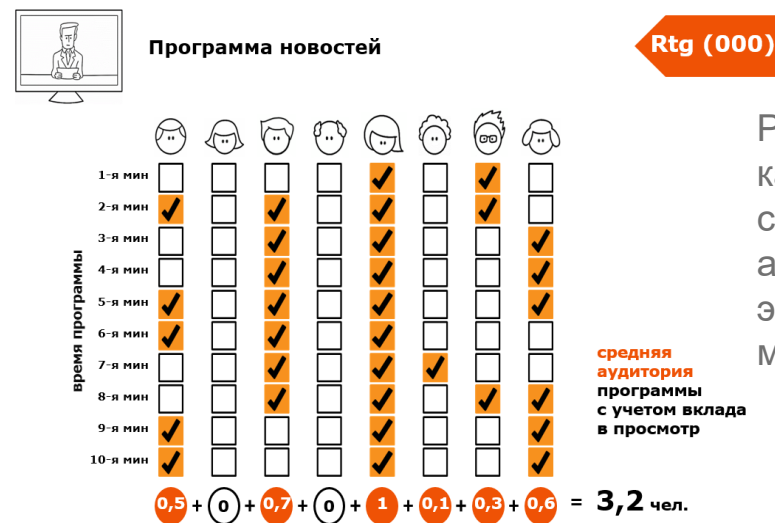 Программа новостей
Rtg (000)
время программы
1-я мин
2-я мин
3-я мин
4-я мин
5-я мин
6-я мин
7-я мин
8-я мин
9-я мин
10-я мин
средняя
аудитория
программы
с учетом вклада
в просмотр
0,5 + 0 + 0,7 + 0 + 1 + 0,1 + 0,3 + 0,6 = 3,2 чел.